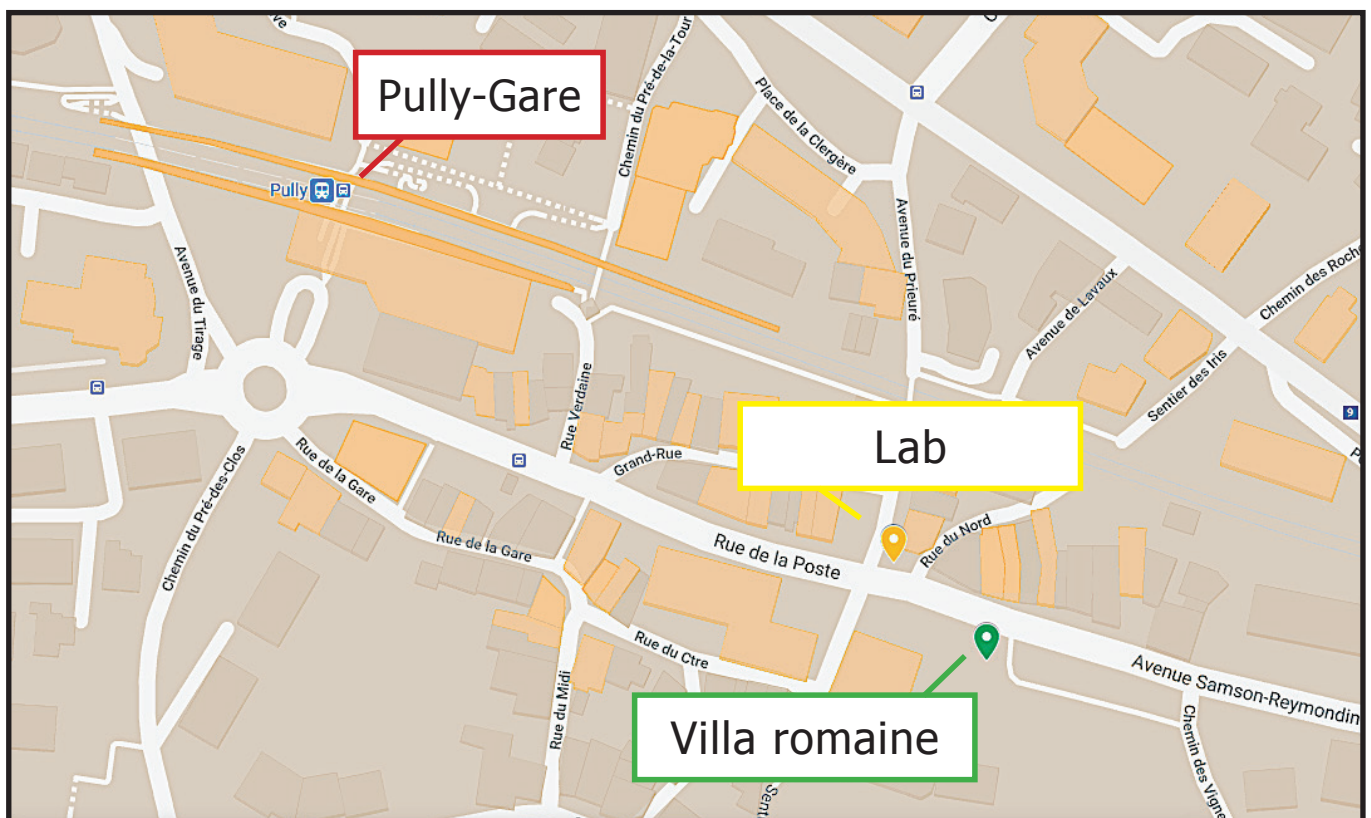 Pully-Gare
Chemin du Pré-de-la-Tour
Place de la Clergère
Pully
Avenue du Tirage
Avenue du Prieuré
Avenue de Lavaux
Chemin des Roche
Sentier des Iris
9
Rue Verdaine
Grand-Rue
Lab
Chemin du Pré-des-Clos
Rue de la Gare
Rue de la Gare
Rue de la Poste
Rue du Nord
Rue du Ctre
Rue du Midi
Villa romaine
Avenue Samson-Reymondin
Chemin des Vigne
Sent